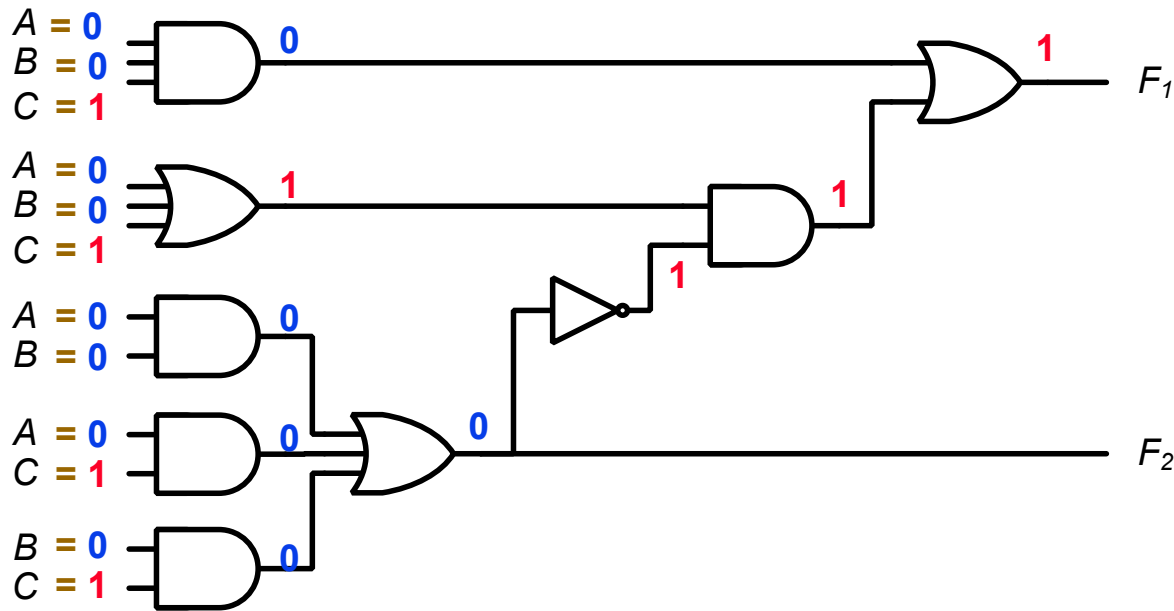 A = 0
0
1
B = 0
F1
C = 1
A = 0
1
B = 0
1
C = 1
1
A = 0
0
B = 0
A = 0
0
0
C = 1
F2
B = 0
0
C = 1